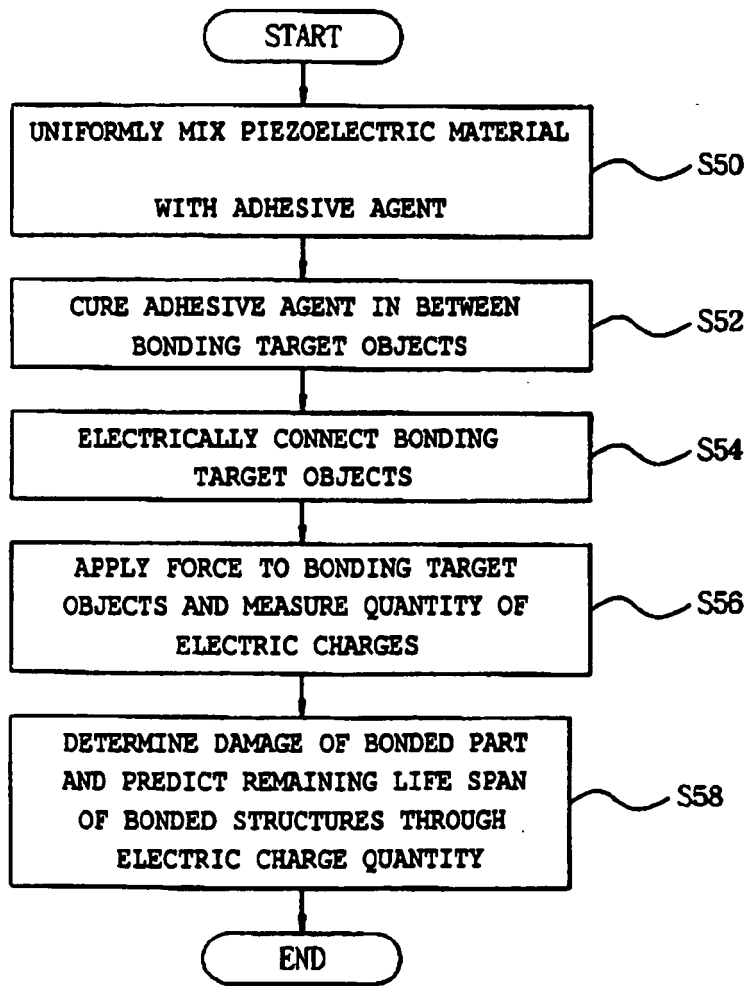 START
UNIFORMLY MIX PIEZOELECTRIC MATERIAL
WITH ADHESIVE AGENT
S50
CURE ADHESIVE AGENT IN BETWEEN
BONDING TARGET OBJECTS
S52
ELECTRICALLY CONNECT BONDING
TARGET OBJECTS
S54
APPLY FORCE TO BONDING TARGET
OBJECTS AND MEASURE QUANTITY OF
ELECTRIC CHARGES
S56
DETERMINE DAMAGE OF BONDED PART
AND PREDICT REMAINING LIFE SPAN
OF BONDED STRUCTURES THROUGH
ELECTRIC CHARGE QUANTITY
S58
END